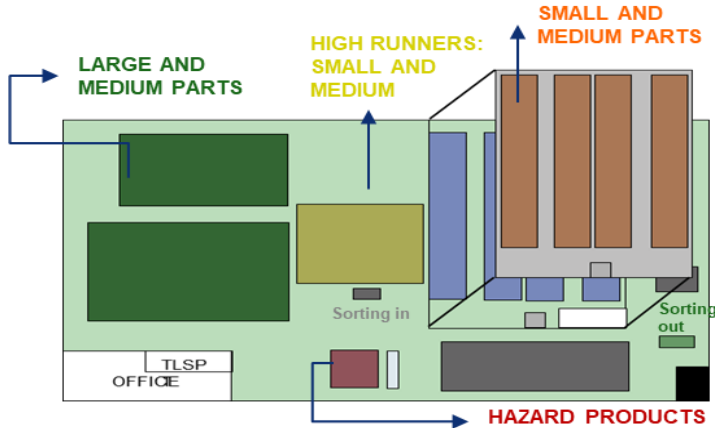 SMALL AND
MEDIUM PARTS
HIGH RUNNERS:
SMALL AND
MEDIUM
LARGE AND
MEDIUM PARTS
Sorting in
Sorting
out
TLSP
OFFICE
HAZARD PRODUCTS